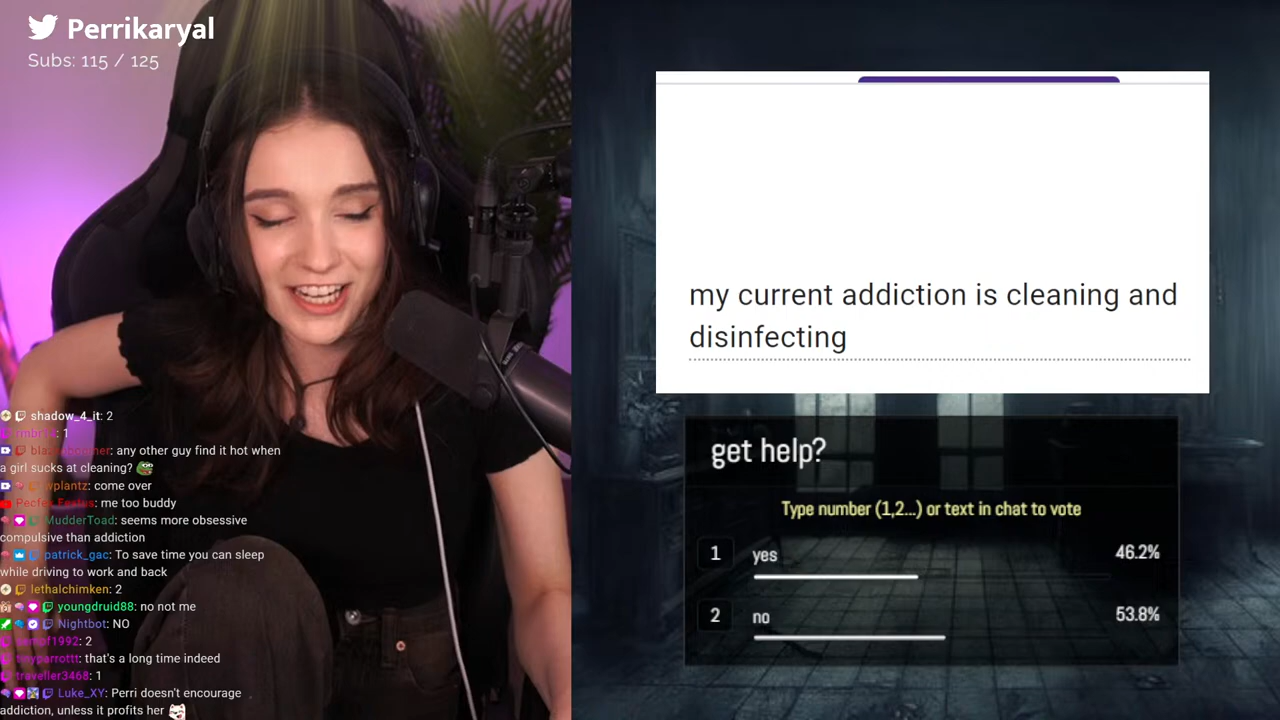 Perrikaryal
Subs: 115 / 125
my current addiction is cleaning and
disinfecting
get help?
Type number (1,2...) or text in chat to vote
1 yes 46.2%
2 no 53.8%
shadow_4_it: 2
: 1
: any other guy find it hot when
a girl sucks at cleaning?
: come over
: me too buddy
MudderToad: seems more obsessive
compulsive than addiction
patrick_gac: To save time you can sleep
while driving to work and back
lethalchimken: 2
youngdruid88: no not me
Nightbot: NO
: 2
: that's a long time indeed
traveller3468: 1
Luke_XY: Perri doesn't encourage
addiction, unless it profits her